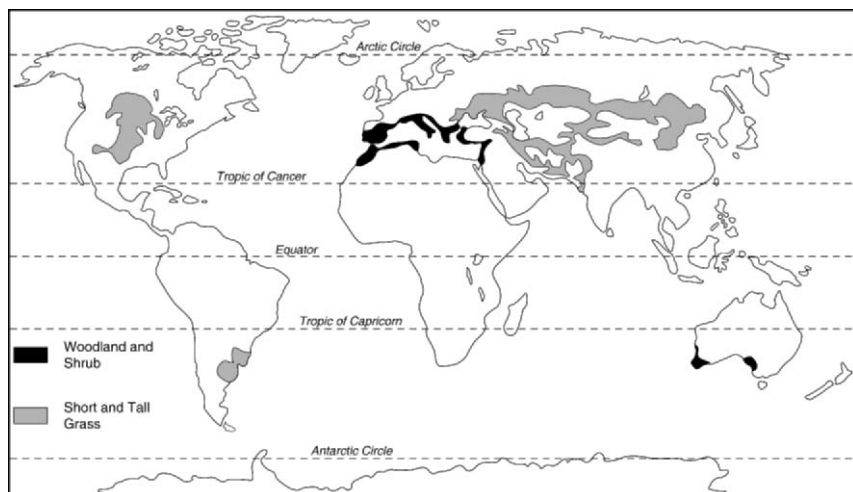 Arctic Circle
Tropic of Cancer
Equator
Tropic of Capricorn
Woodland and
Shrub
Short and Tall
Grass
Antarctic Circle